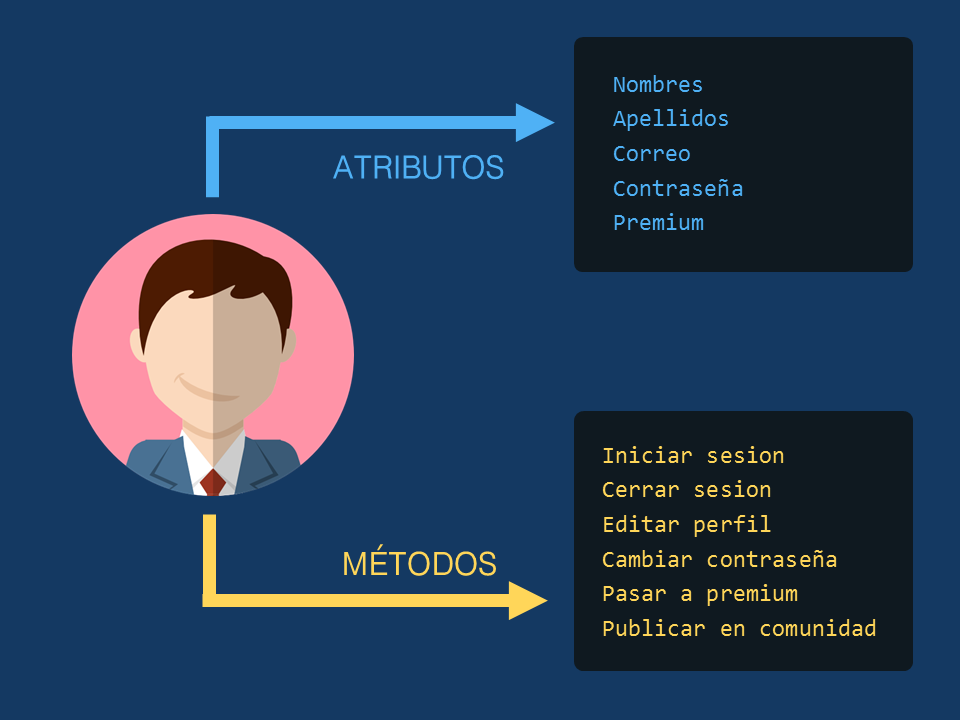 ATRIBUTOS
Nombres
Apellidos
Correo
Contraseña
Premium
MÉTODOS
Iniciar sesion
Cerrar sesion
Editar perfil
Cambiar contraseña
Pasar a premium
Publicar en comunidad